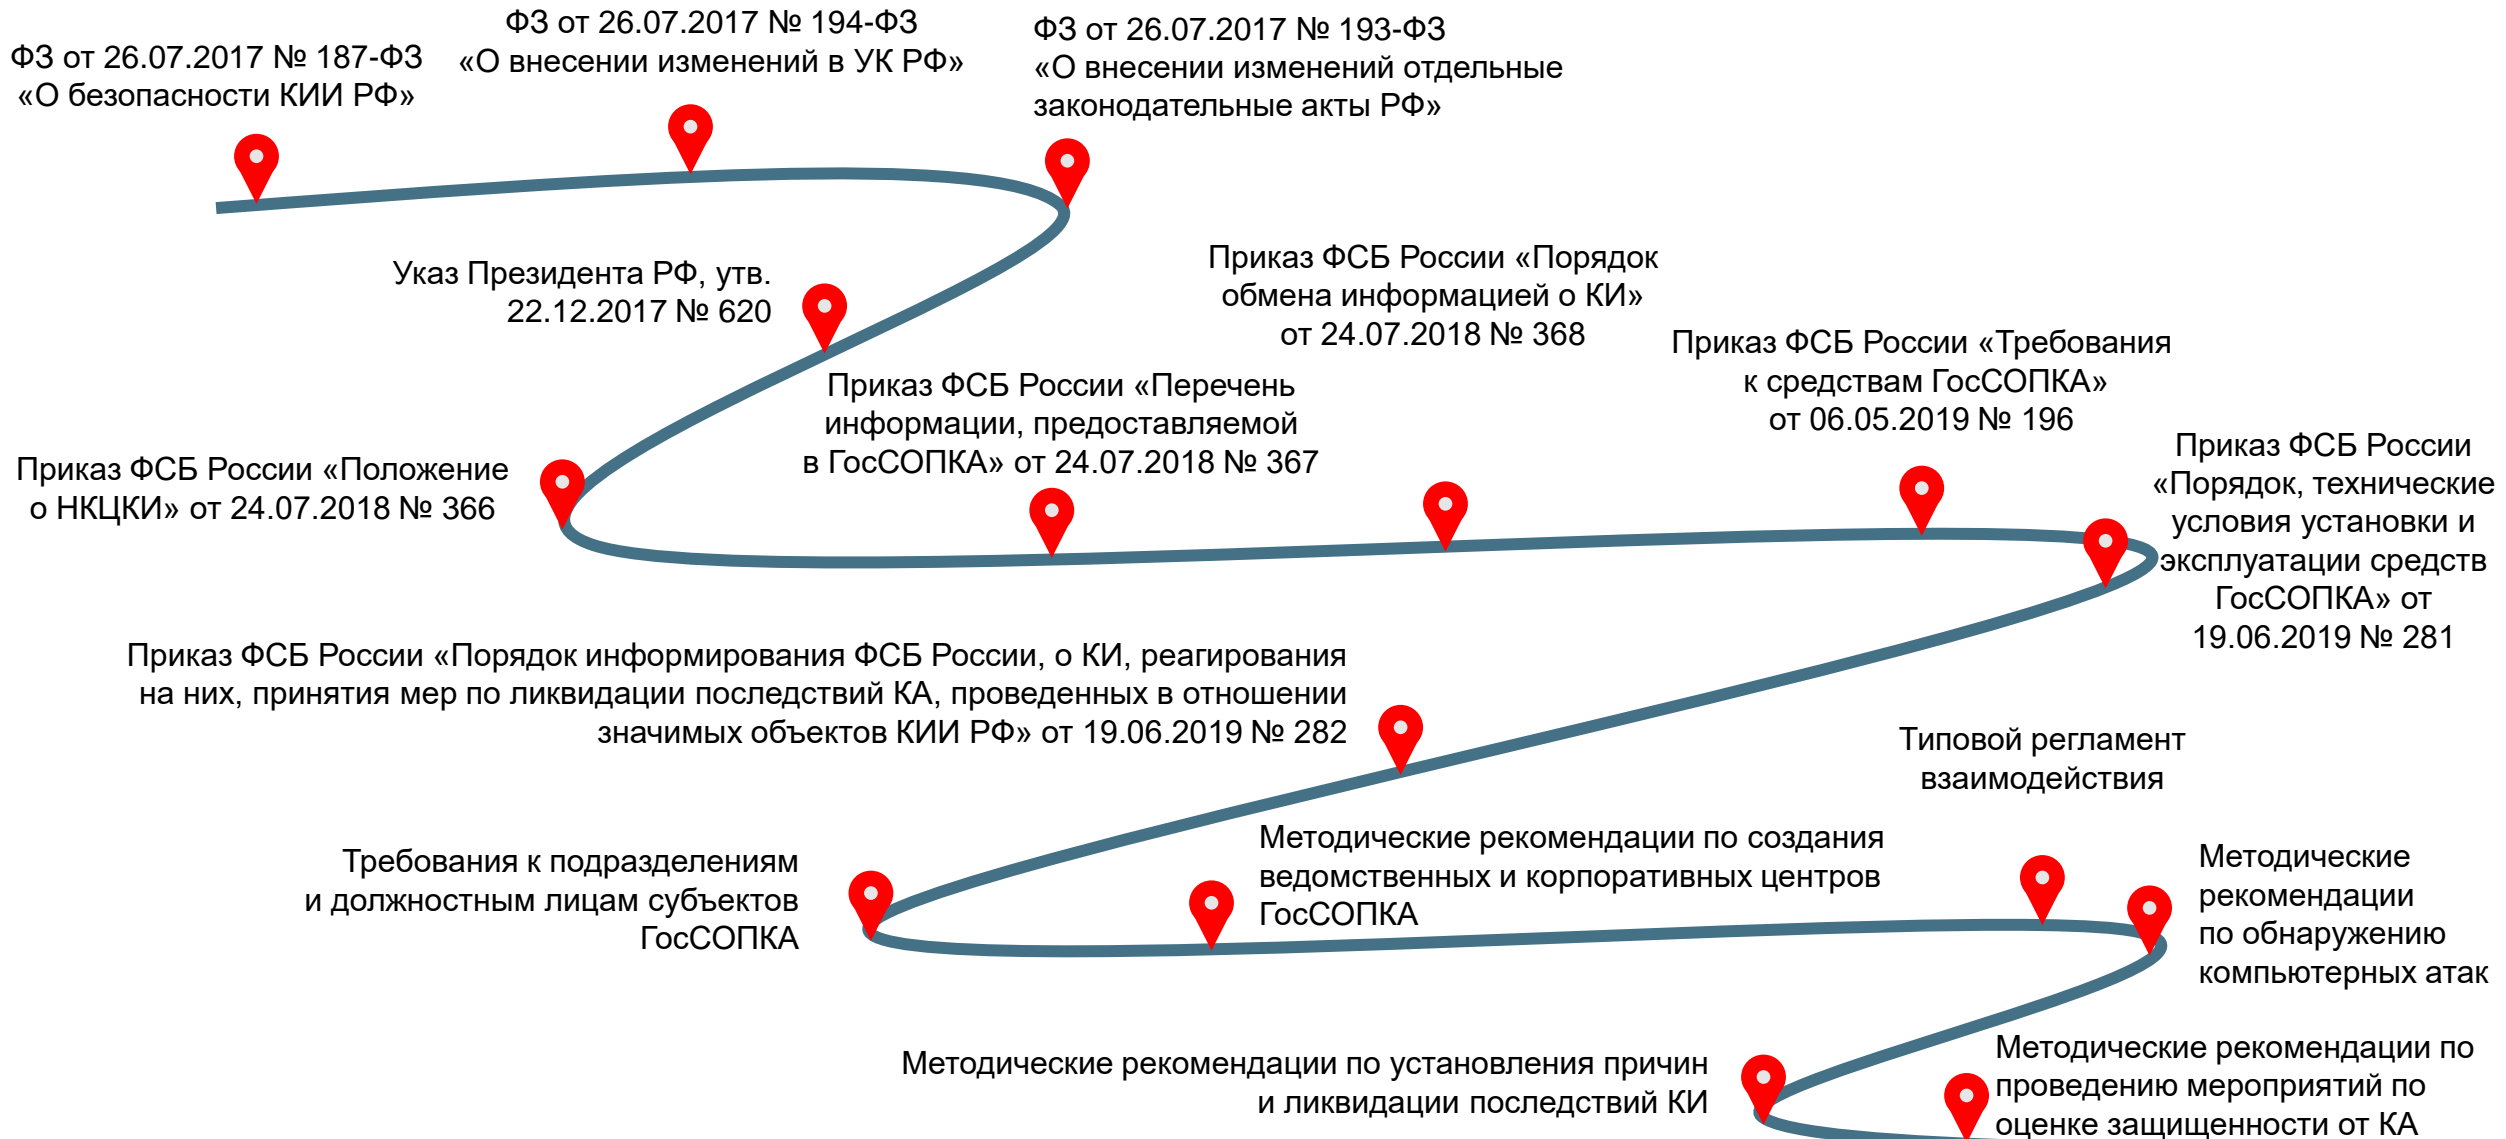 ФЗ от 26.07.2017 № 187-ФЗ
«О безопасности КИИ РФ»
ФЗ от 26.07.2017 № 194-ФЗ
«О внесении изменений в УК РФ»
ФЗ от 26.07.2017 № 193-ФЗ
«О внесении изменений отдельные
законодательные акты РФ»
Указ Президента РФ, утв.
22.12.2017 № 620
Приказ ФСБ России «Положение
о НКЦКИ» от 24.07.2018 № 366
Приказ ФСБ России «Перечень
информации, предоставляемой
в ГосСОПКА» от 24.07.2018 № 367
Приказ ФСБ России «Порядок
обмена информацией о КИ»
от 24.07.2018 № 368
Приказ ФСБ России «Требования
к средствам ГосСОПКА»
от 06.05.2019 № 196
Приказ ФСБ России
«Порядок, технические
условия установки и
эксплуатации средств
ГосСОПКА» от
19.06.2019 № 281
Приказ ФСБ России «Порядок информирования ФСБ России, о КИ, реагирования
на них, принятия мер по ликвидации последствий КА, проведенных в отношении
значимых объектов КИИ РФ» от 19.06.2019 № 282
Требования к подразделениям
и должностным лицам субъектов
ГосСОПКА
Методические рекомендации по создания
ведомственных и корпоративных центров
ГосСОПКА
Типовой регламент
взаимодействия
Методические
рекомендации
по обнаружению
компьютерных атак
Методические рекомендации по установления причин
и ликвидации последствий КИ
Методические рекомендации по
проведению мероприятий по
оценке защищенности от КА